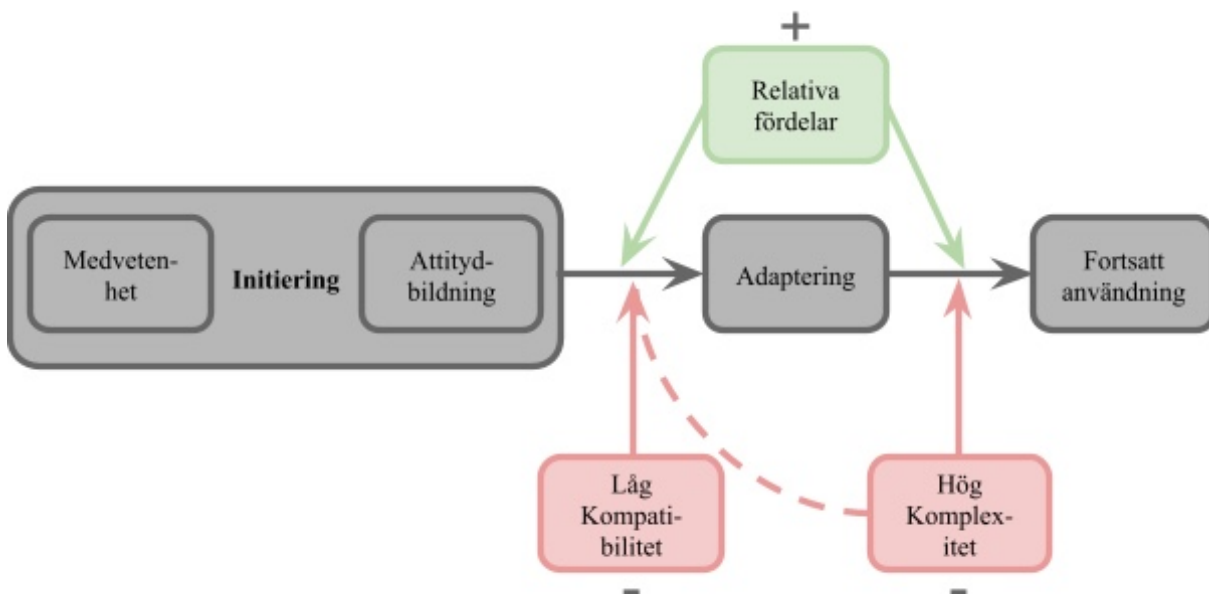 +
Relativa
fördelar
Medveten-
het
Initiering
Attityd-
bildning
Adaptering
Fortsatt
användning
Låg
Kompati-
bilitet
-
Hög
Komplex-
itet
-